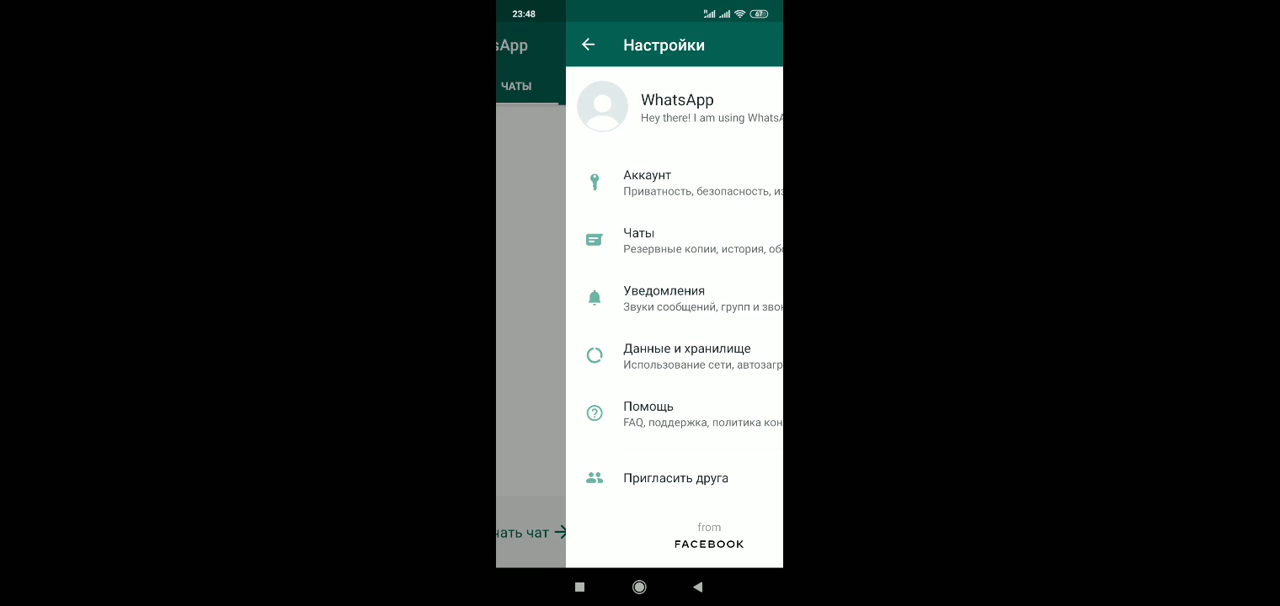 23:48
67
sApp
Настройки
ЧАТЫ
WhatsApp
Hey there! I am using WhatsA
Аккаунт
Приватность, безопасность, из
Чаты
Резервные копии, история, обо
Уведомления
Звуки сообщений, групп и звон
Данные и хранилище
Использование сети, автозагр
Помощь
FAQ, поддержка, политика кон
Пригласить друга
чать чат
from
FACEBOOK